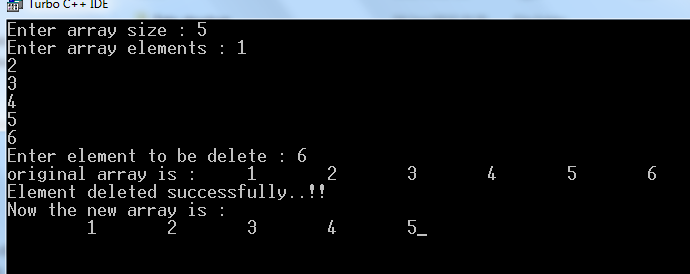 Turbo C++ IDE
Enter array size : 5
Enter array elements : 1
2
3
4
5
6
Enter element to be delete : 6
original array is : 1 2 3 4 5 6
Element deleted successfully..!!
Now the new array is :
1 2 3 4 5_